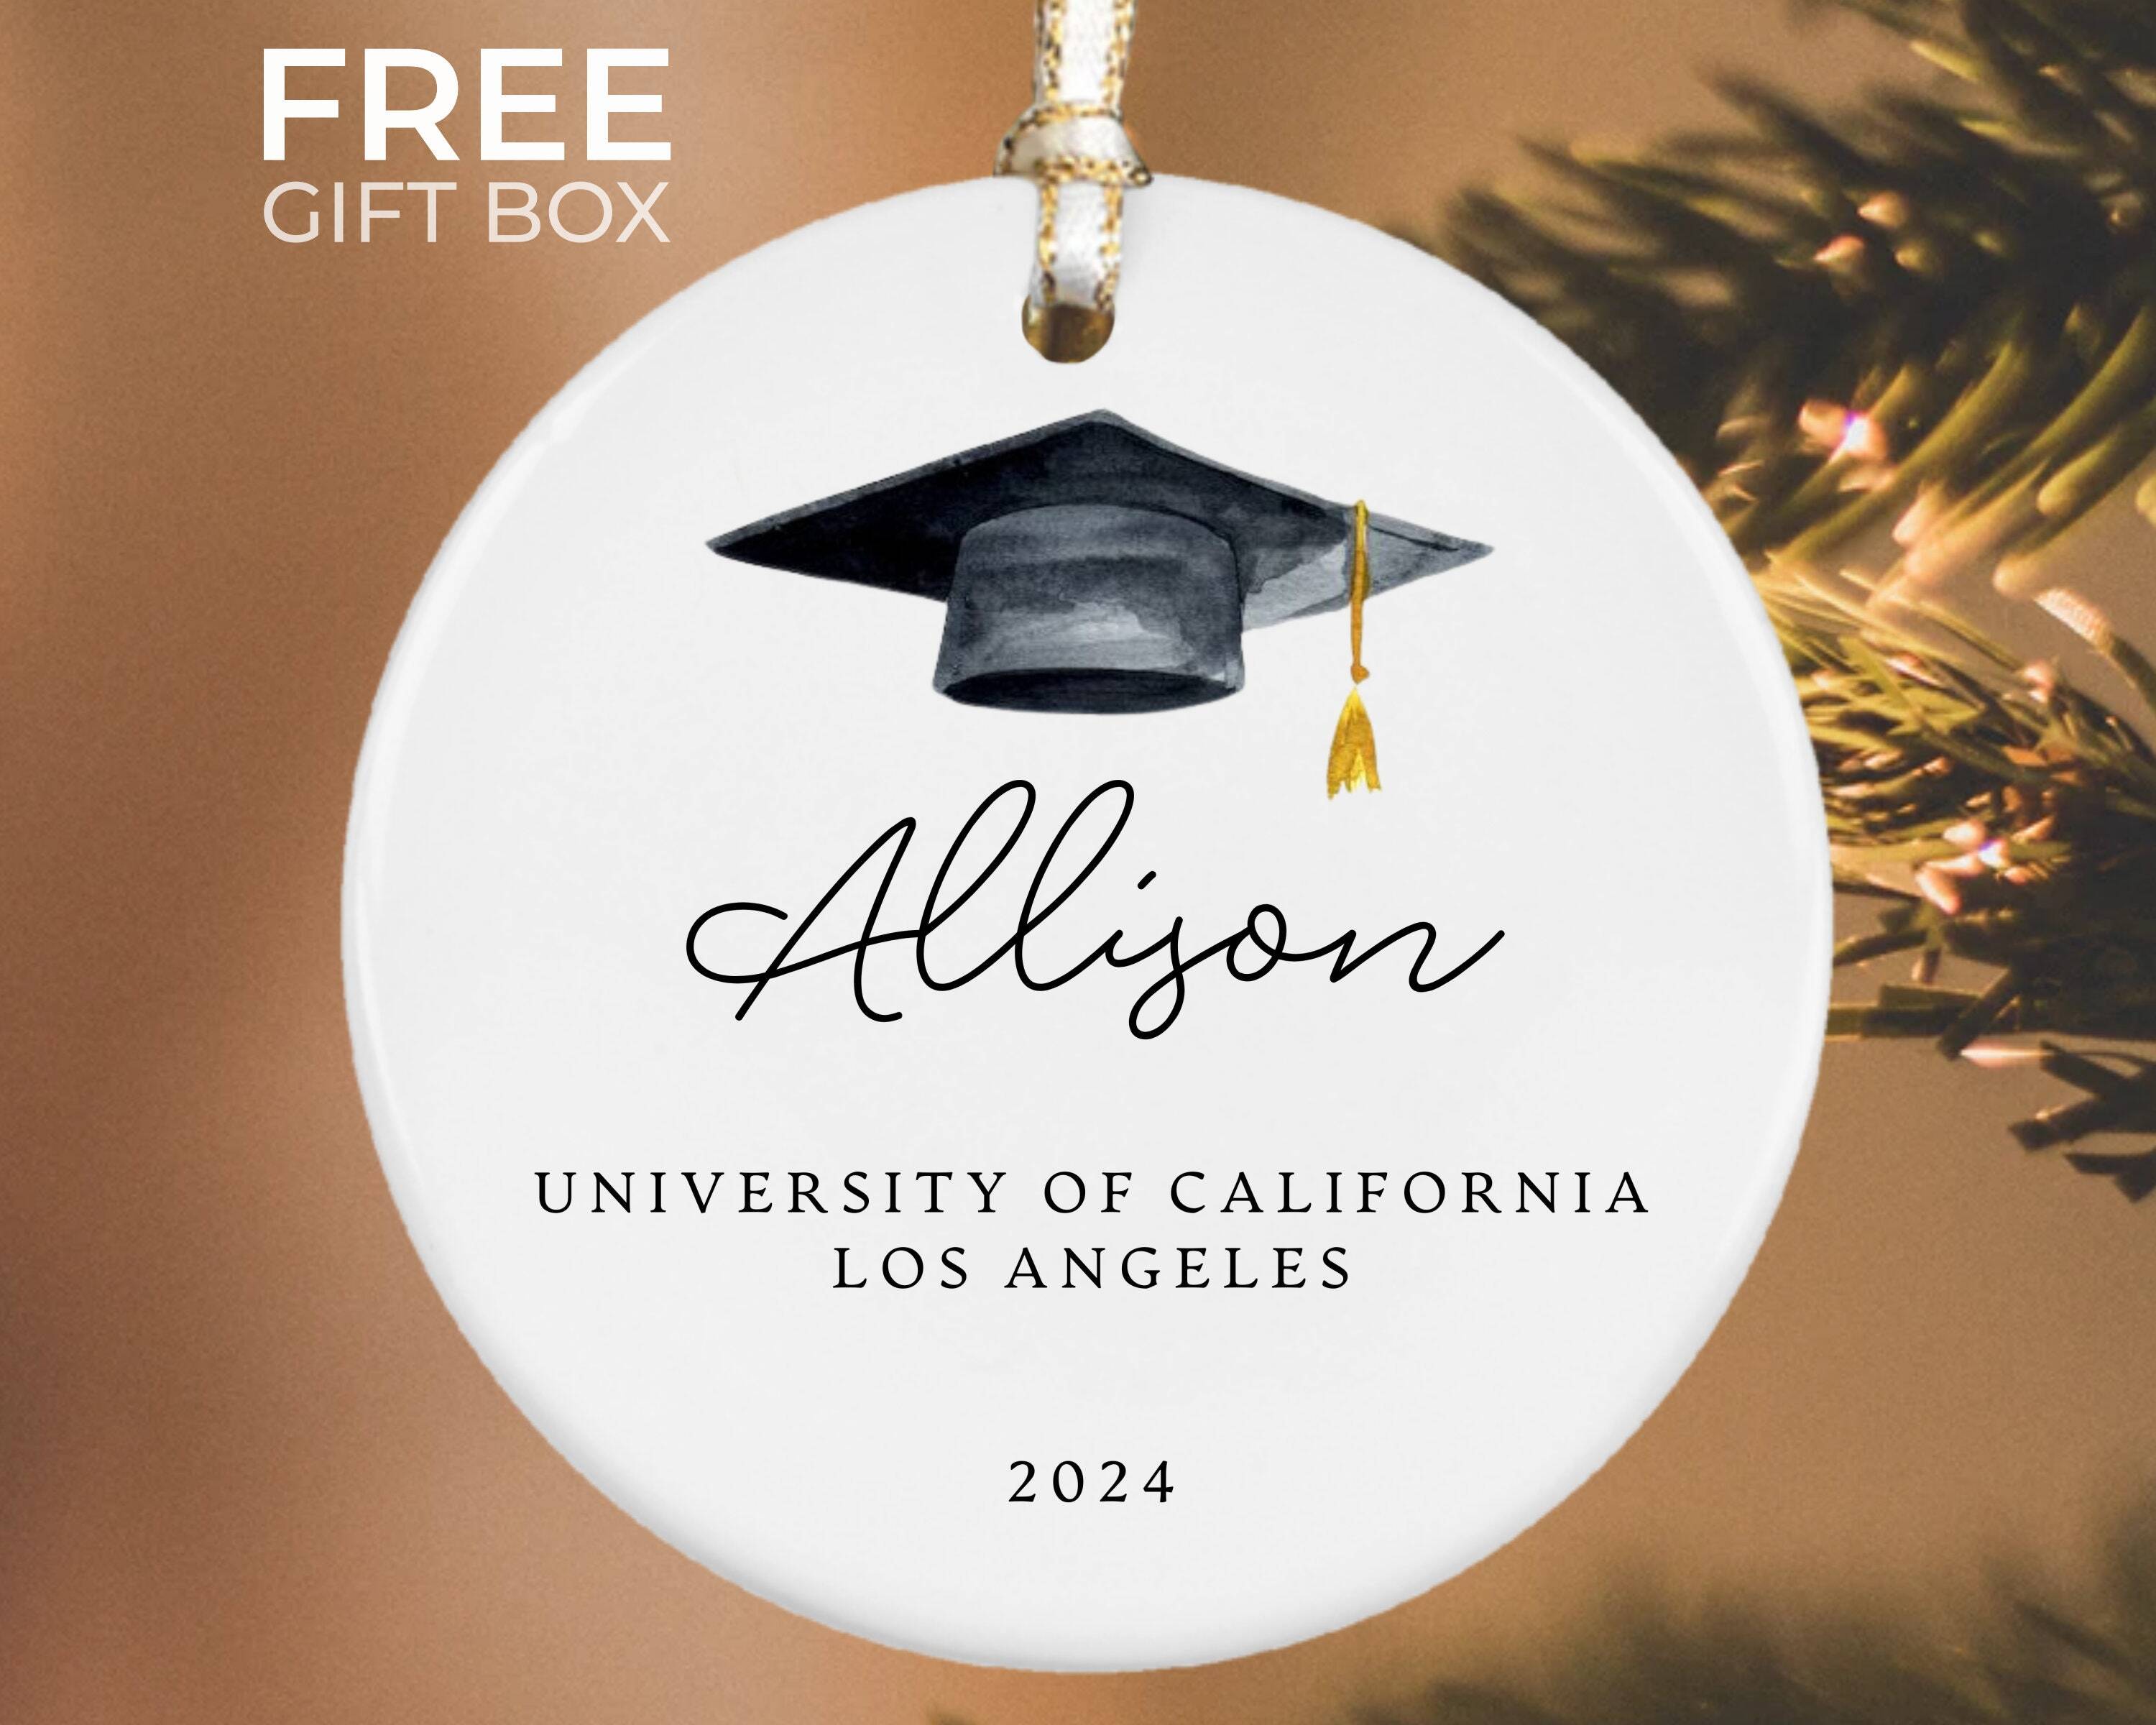 FREE
GIFT BOX
Allison
UNIVERSITY OF CALIFORNIA
LOS ANGELES
2024